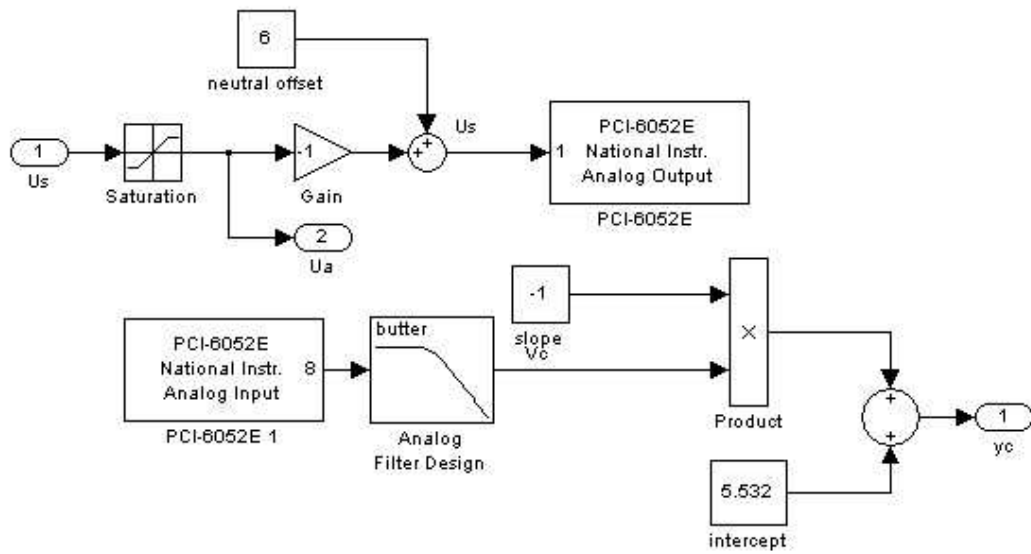 6
neutral offset
1
Us
Saturation
-1
Gain
Us
1
PCI-6052E
National Instr.
Analog Output
PCI-6052E
2
Ua
-1
slope
Vc
PCI-6052E
National Instr.
Analog Input
8
PCI-6052E 1
butter
Analog
Filter Design
×
Product
5.532
intercept
1
yc